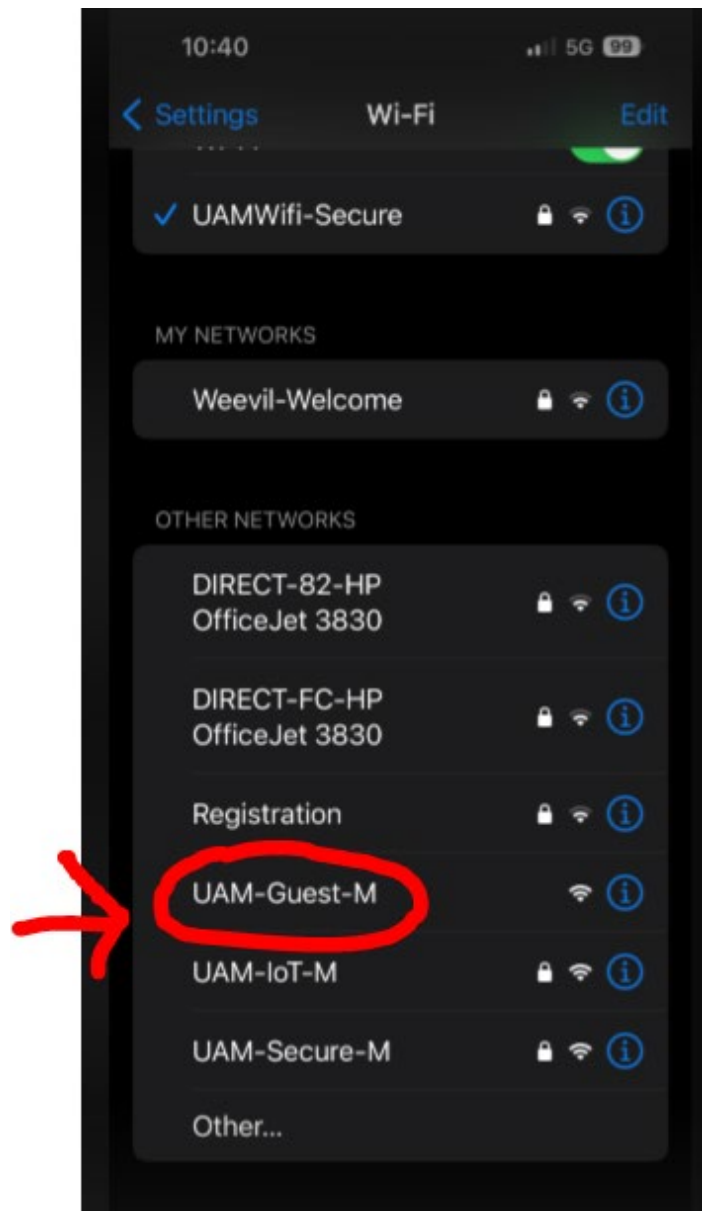 10:40 5G 99
Settings Wi-Fi Edit
UAMWifi-Secure
MY NETWORKS
Weevil-Welcome
OTHER NETWORKS
DIRECT-82-HP
OfficeJet 3830
DIRECT-FC-HP
OfficeJet 3830
Registration
UAM-Guest-M
UAM-IoT-M
UAM-Secure-M
Other...